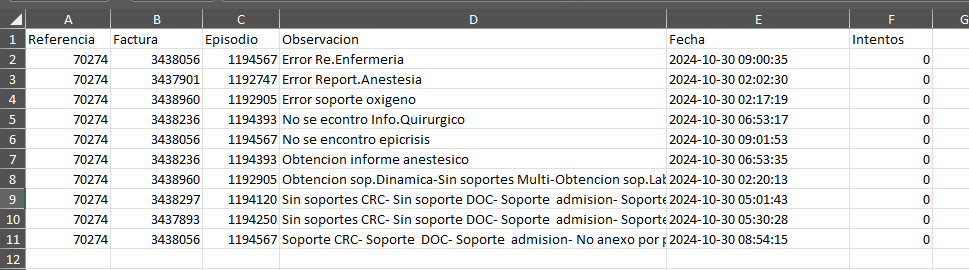 A B C D E F G
1 Referencia Factura Episodio Observacion Fecha Intentos
2 70274 3438056 1194567 Error Re.Enfermeria 2024-10-30 09:00:35 0
3 70274 3437901 1192747 Error Report.Anestesia 2024-10-30 02:02:30 0
4 70274 3438960 1192905 Error soporte oxigeno 2024-10-30 02:17:19 0
5 70274 3438236 1194393 No se econtro Info.Quirurgico 2024-10-30 06:53:17 0
6 70274 3438056 1194567 No se encontro epicrisis 2024-10-30 09:01:53 0
7 70274 3438236 1194393 Obtencion informe anestesico 2024-10-30 06:53:35 0
8 70274 3438960 1192905 Obtencion sop.Dinamica-Sin soportes Multi-Obtencion sop.Lab 2024-10-30 02:20:13 0
9 70274 3438297 1194120 Sin soportes CRC- Sin soporte DOC- Soporte admision- Soporte 2024-10-30 05:01:43 0
10 70274 3437893 1194250 Sin soportes CRC- Sin soporte DOC- Soporte admision- Soporte 2024-10-30 05:30:28 0
11 70274 3438056 1194567 Soporte CRC- Soporte DOC- Soporte admision- No anexo por p 2024-10-30 08:54:15 0
12